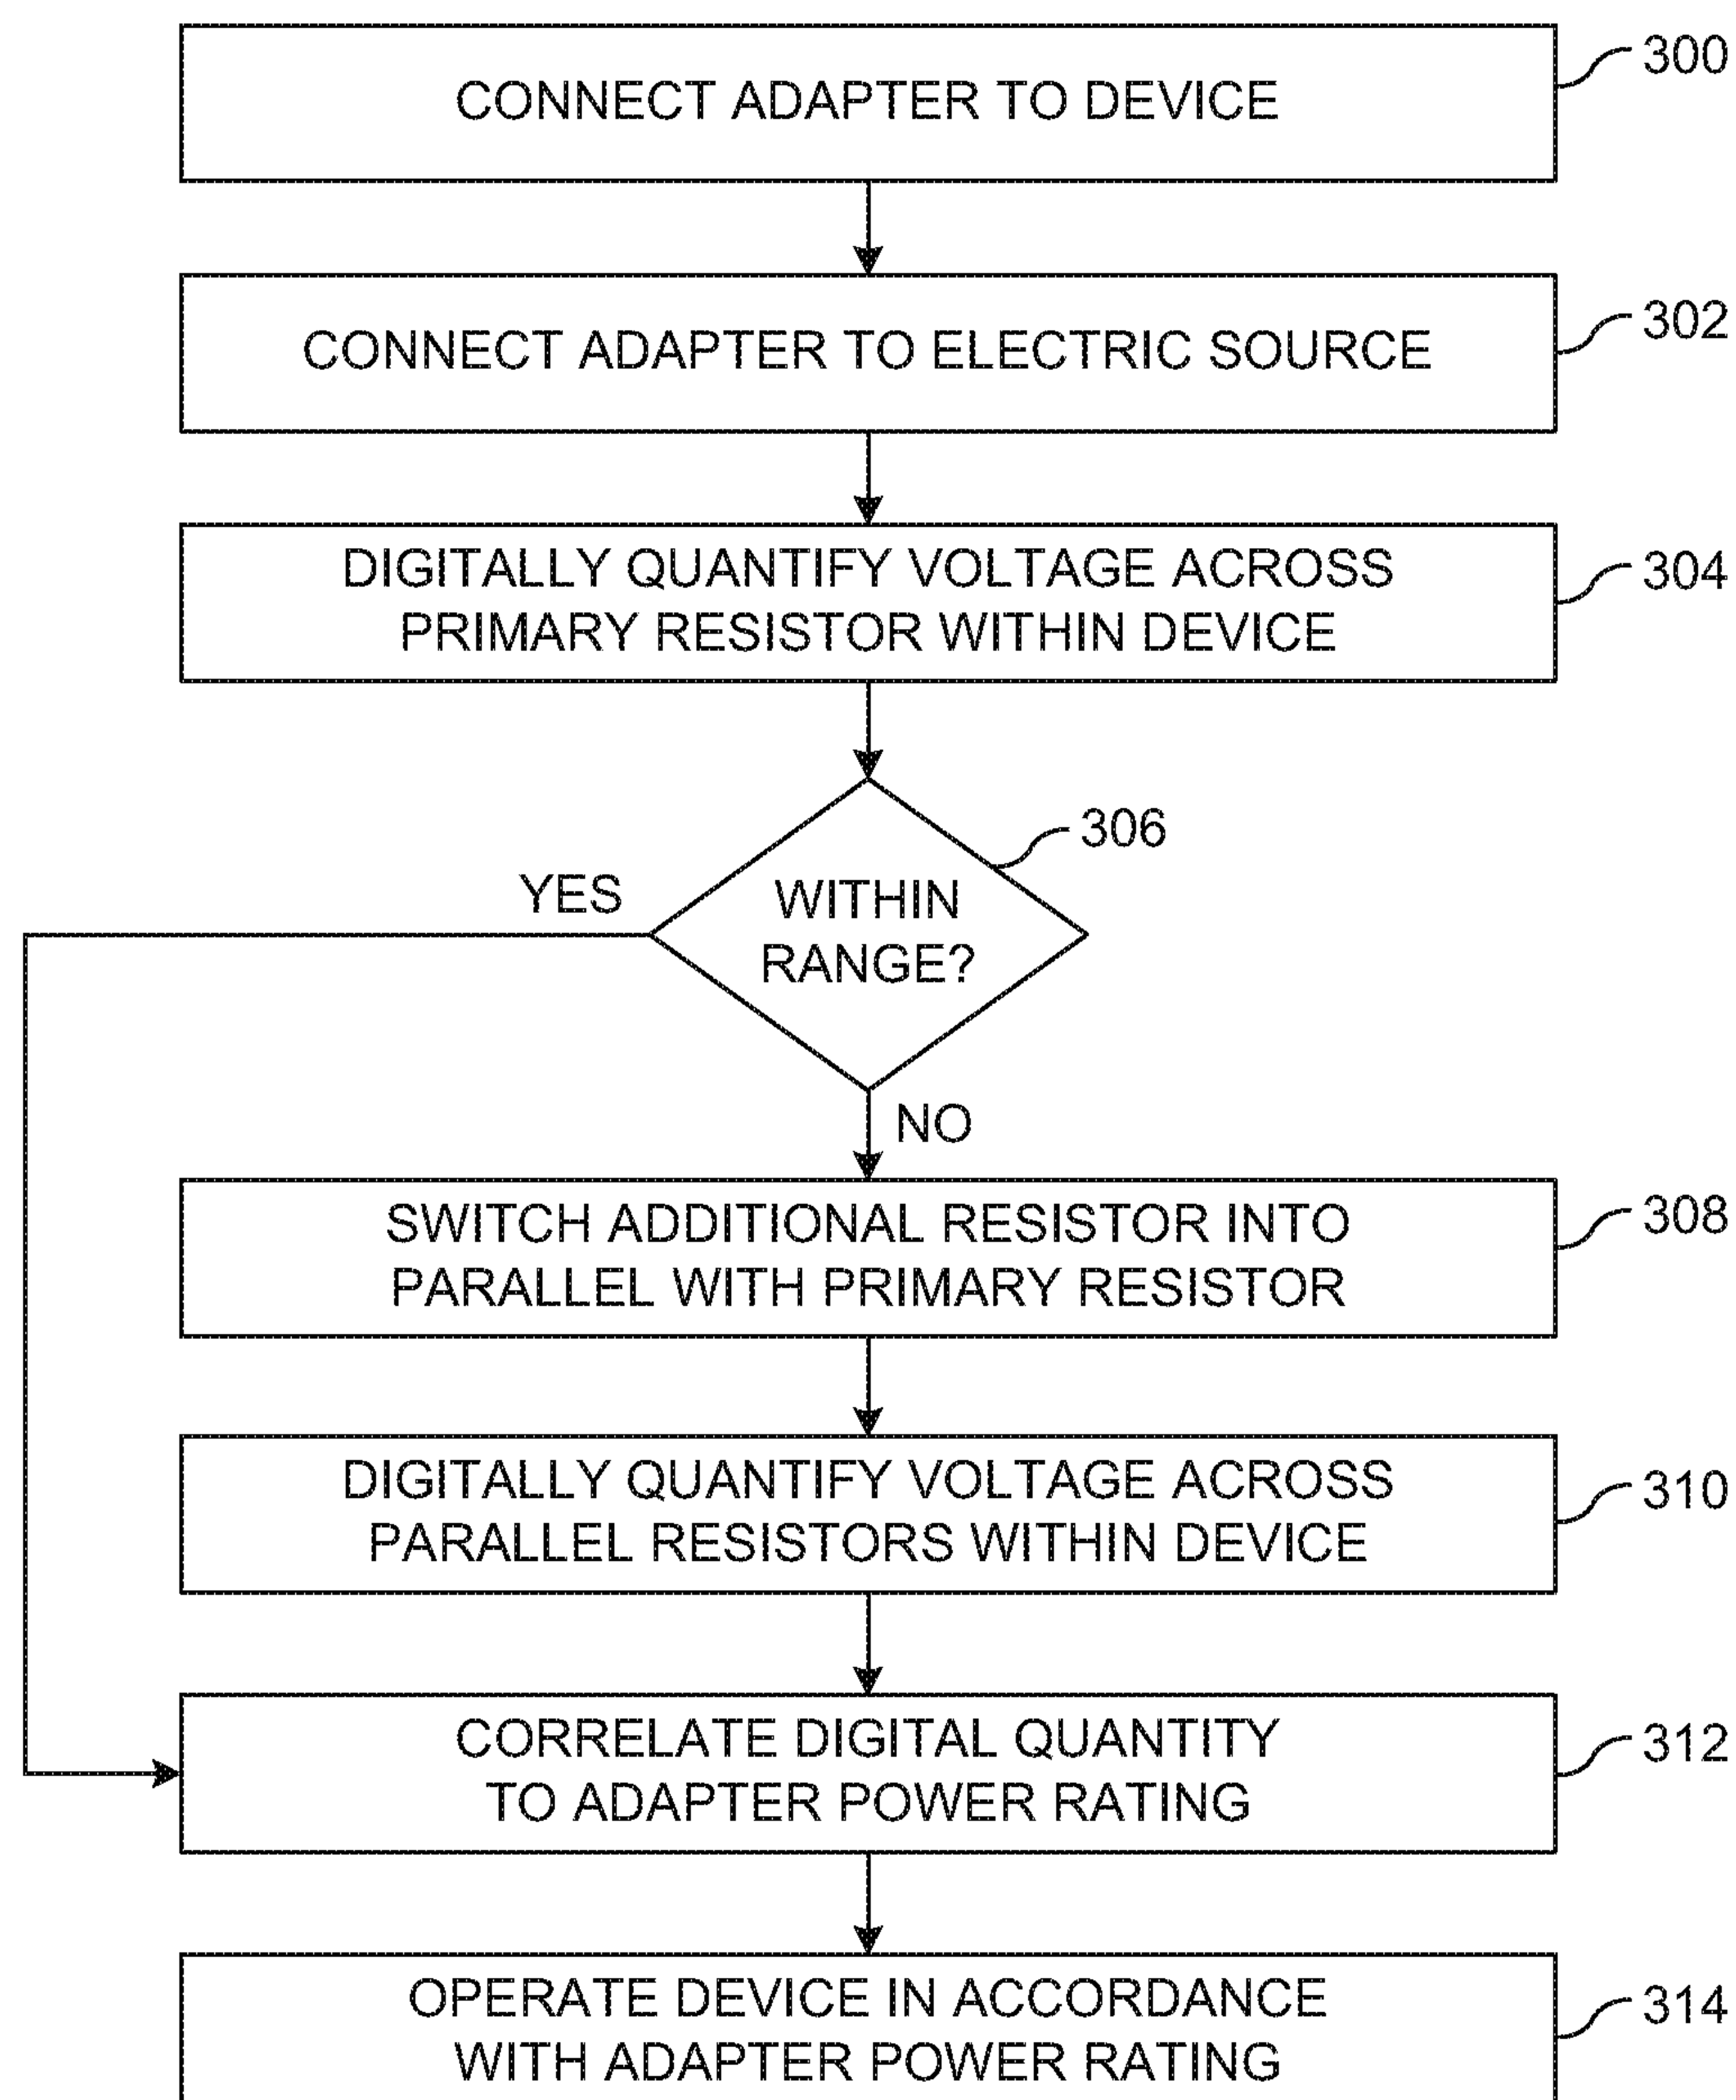 CONNECT ADAPTER TO DEVICE
300
CONNECT ADAPTER TO ELECTRIC SOURCE
302
DIGITALLY QUANTIFY VOLTAGE ACROSS
PRIMARY RESISTOR WITHIN DEVICE
304
WITHIN
RANGE?
306
YES
NO
SWITCH ADDITIONAL RESISTOR INTO
PARALLEL WITH PRIMARY RESISTOR
308
DIGITALLY QUANTIFY VOLTAGE ACROSS
PARALLEL RESISTORS WITHIN DEVICE
310
CORRELATE DIGITAL QUANTITY
TO ADAPTER POWER RATING
312
OPERATE DEVICE IN ACCORDANCE
WITH ADAPTER POWER RATING
314